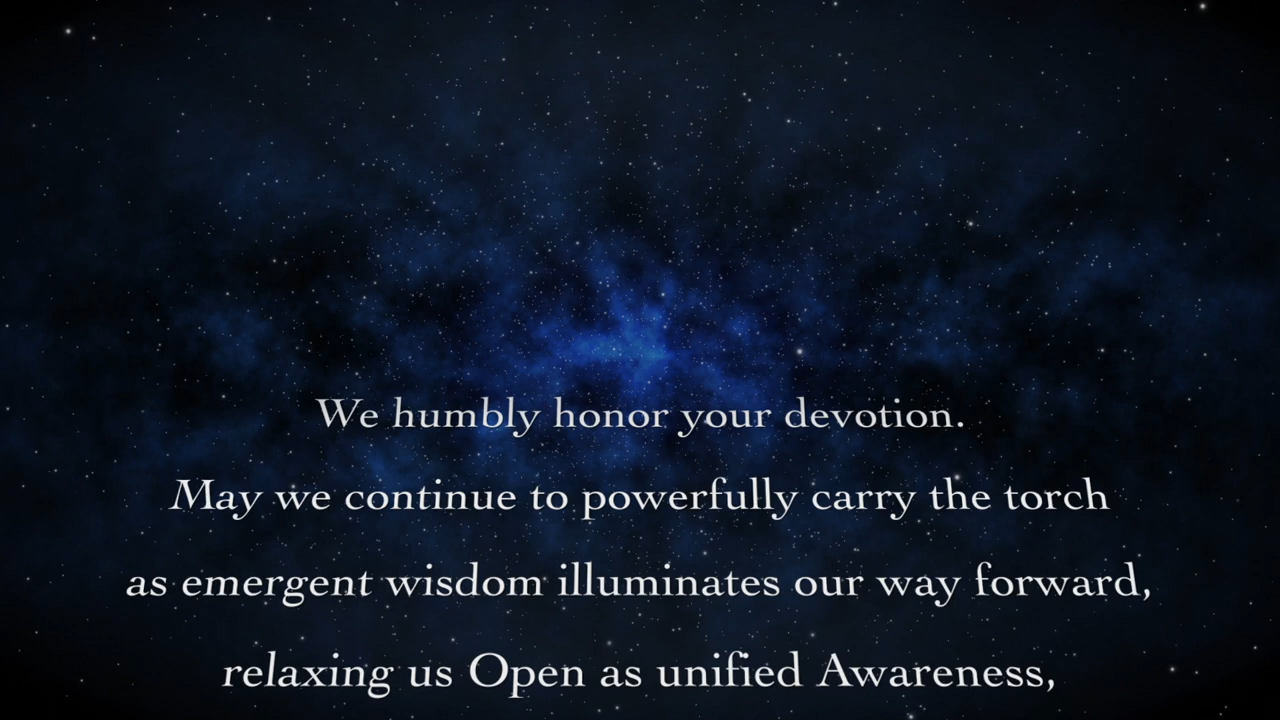 We humbly honor your devotion.
May we continue to powerfully carry the torch
as emergent wisdom illuminates our way forward,
relaxing us Open as unified Awareness,